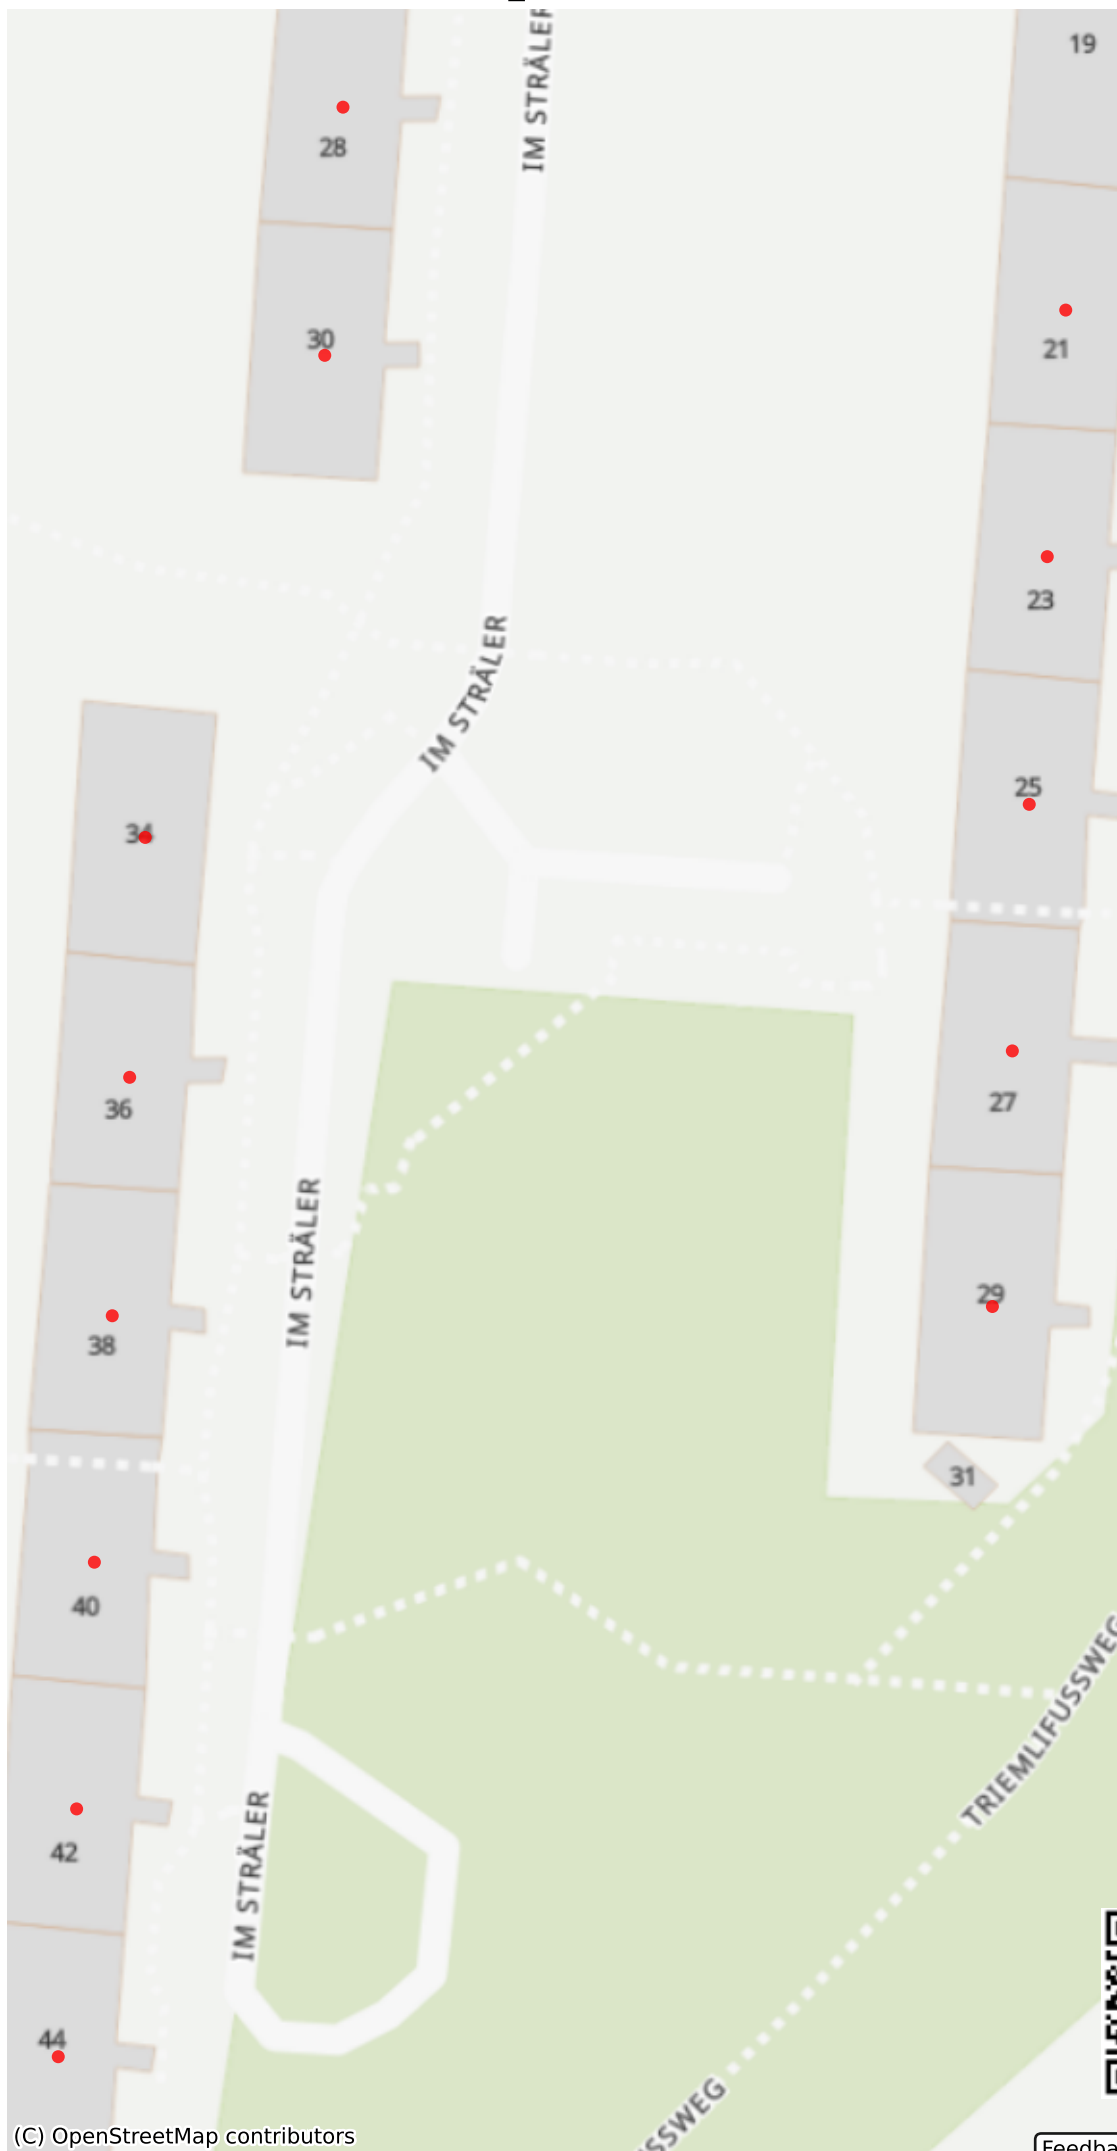 IM STRÄLER
19
28
21
30
23
IM STRÄLER
25
34
27
36
IM STRÄLER
29
38
31
40
TRIEMLIFUSSWEG
42
IM STRÄLER
44
SSWEG
(C) OpenStreetMap contributors
Feedba